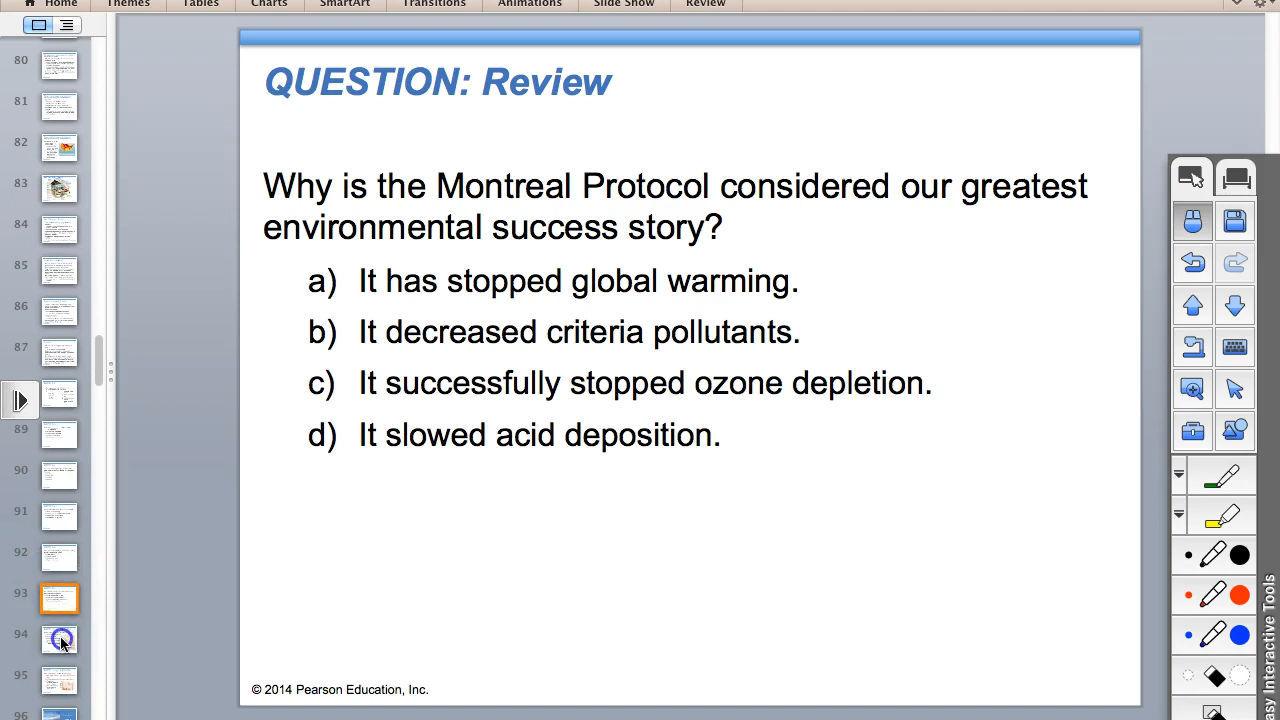 Home Themes Tables Charts SmartArt Transitions Animations Slide Show Review
80
81
82
83
84
85
86
87
89
90
91
92
93
94
95
96
QUESTION: Review
Why is the Montreal Protocol considered our greatest
environmental success story?
a) It has stopped global warming.
b) It decreased criteria pollutants.
c) It successfully stopped ozone depletion.
d) It slowed acid deposition.
© 2014 Pearson Education, Inc.
Interactive Tools